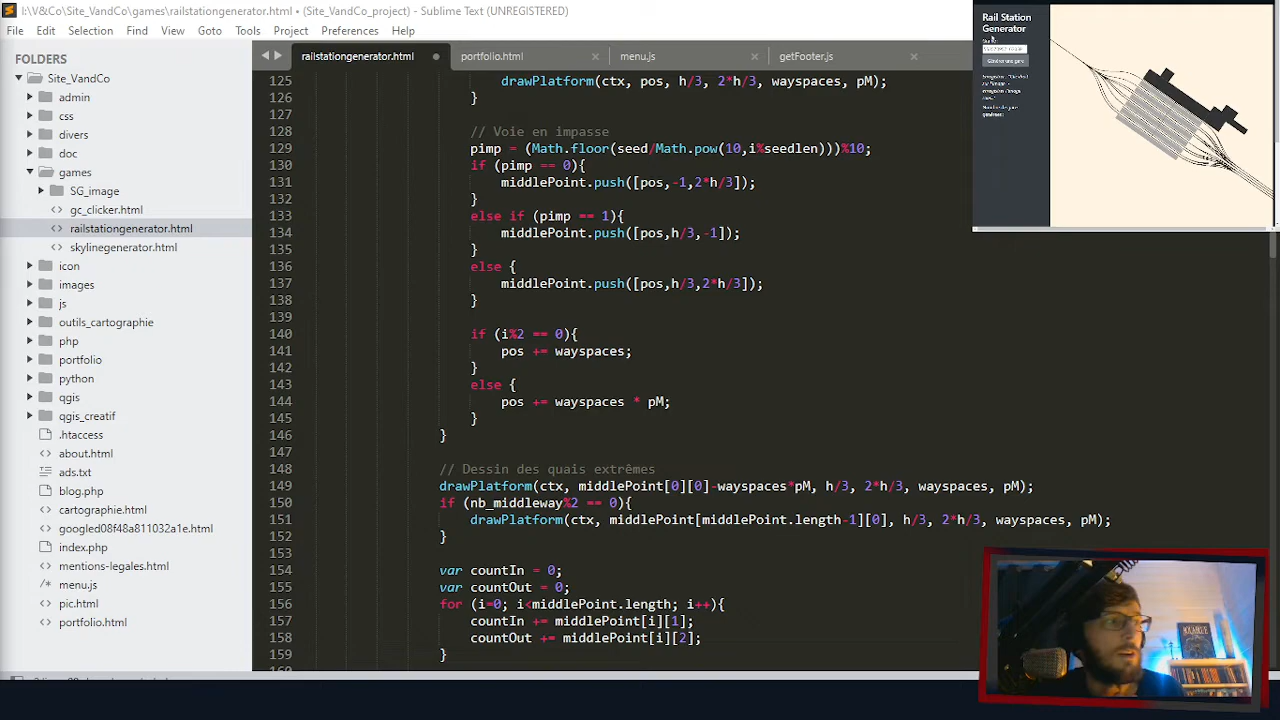 I:\V&Co\Site_VandCo\games\railstationgenerator.html • (Site_VandCo_project) - Sublime Text (UNREGISTERED)
File Edit Selection Find View Goto Tools Project Preferences Help
FOLDERS
Site_VandCo
admin
css
divers
doc
games
SG_image
gc_clicker.html
railstationgenerator.html
skylinegenerator.html
icon
images
js
outils_cartographie
php
portfolio
python
qgis
qgis_creatif
.htaccess
about.html
ads.txt
blog.php
cartographie.html
googled08f48a811032a1e.html
index.php
mentions-legales.html
menu.js
pic.html
portfolio.html
railstationgenerator.html portfolio.html menu.js getFooter.js
125 drawPlatform(ctx, pos, h/3, 2*h/3, wayspaces, pM);
126 }
127
128 // Voie en impasse
129 pimp = (Math.floor(seed/Math.pow(10,i%seedlen)))%10;
130 if (pimp == 0){
131 middlePoint.push([pos,-1,2*h/3]);
132 }
133 else if (pimp == 1){
134 middlePoint.push([pos,h/3,-1]);
135 }
136 else {
137 middlePoint.push([pos,h/3,2*h/3]);
138 }
139
140 if (i%2 == 0){
141 pos += wayspaces;
142 }
143 else {
144 pos += wayspaces * pM;
145 }
146 }
147
148 // Dessin des quais extrêmes
149 drawPlatform(ctx, middlePoint[0][0]-wayspaces*pM, h/3, 2*h/3, wayspaces, pM);
150 if (nb_middleway%2 == 0){
151 drawPlatform(ctx, middlePoint[middlePoint.length-1][0], h/3, 2*h/3, wayspaces, pM);
152 }
153
154 var countIn = 0;
155 var countOut = 0;
156 for (i=0; i<middlePoint.length; i++){
157 countIn += middlePoint[i][1];
158 countOut += middlePoint[i][2];
159 }
Rail Station
Generator
Générer une gare